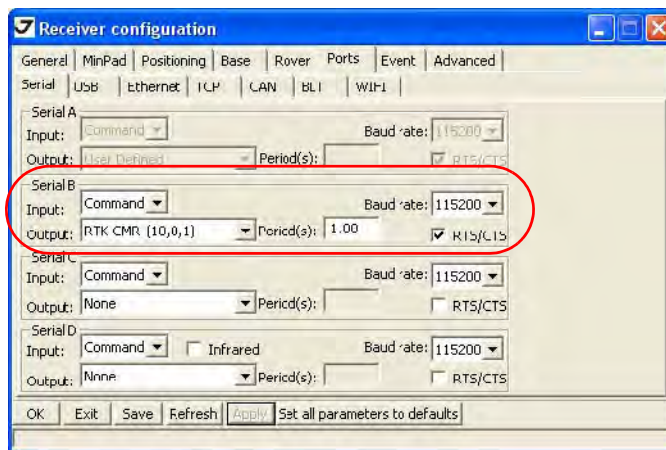 Receiver configuration
General MinPad Positioning Base Rover Ports Event Advanced
Serial USB Ethernet TCP CAN BLT WIFI
Serial A
Input: Command Baud rate: 115200
Output: User Defined Period(s): RTS/CTS
Serial B
Input: Command Baud rate: 115200
Output: RTK CMR (10,0,1) Period(s): 1.00 RTS/CTS
Serial C
Input: Command Baud rate: 115200
Output: None Period(s): RTS/CTS
Serial D
Input: Command Infrared Baud rate: 115200
Output: None Period(s): RTS/CTS
OK Exit Save Refresh Apply Set all parameters to defaults